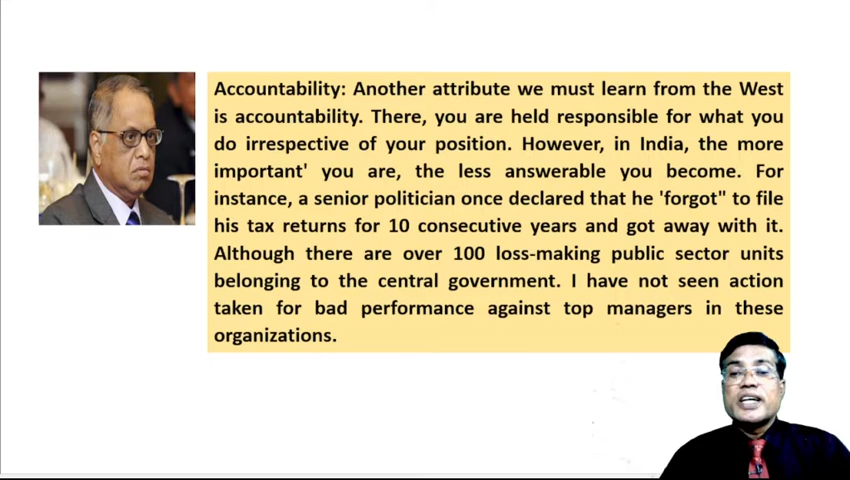 Accountability: Another attribute we must learn from the West
is accountability. There, you are held responsible for what you
do irrespective of your position. However, in India, the more
important' you are, the less answerable you become. For
instance, a senior politician once declared that he 'forgot" to file
his tax returns for 10 consecutive years and got away with it.
Although there are over 100 loss-making public sector units
belonging to the central government. I have not seen action
taken for bad performance against top managers in these
organizations.